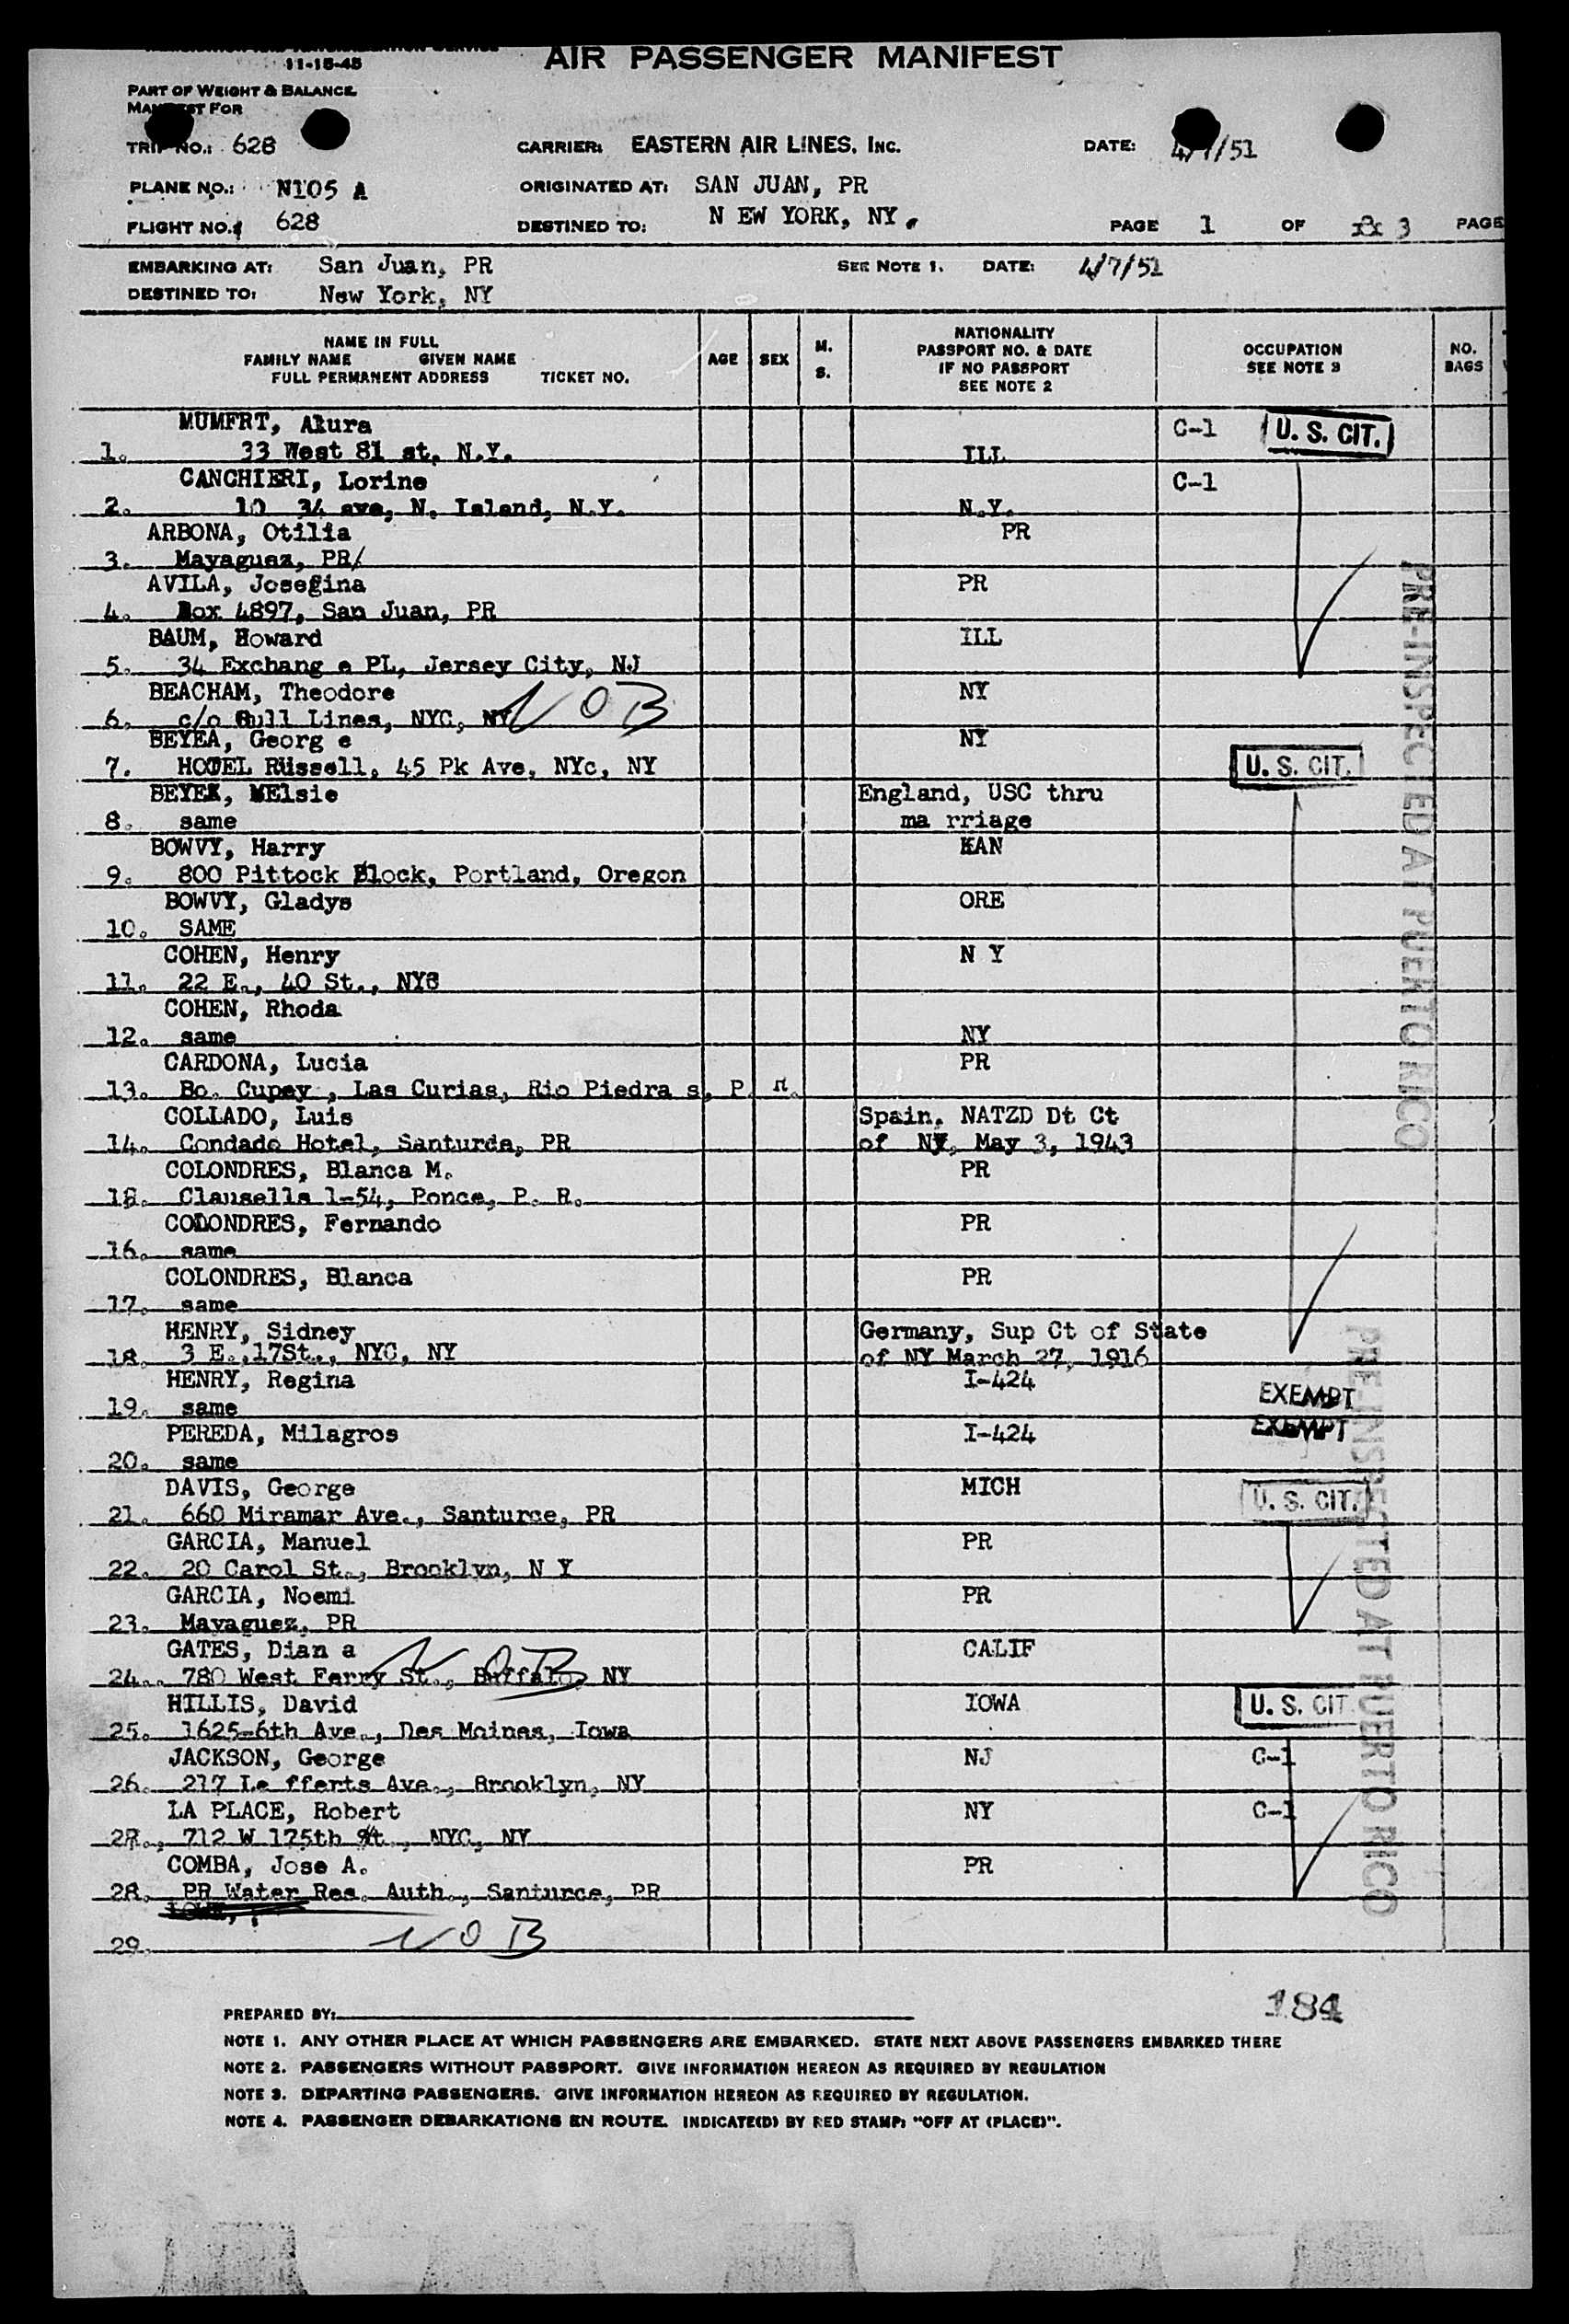 11-15-45
AIR PASSENGER MANIFEST
PART OF WEIGHT & BALANCE
MANIFEST FOR
TRIP NO.: 628 CARRIER: EASTERN AIR LINES, INC. DATE: 4/7/51
PLANE NO.: N105 A ORIGINATED AT: SAN JUAN, PR
FLIGHT NO.: 628 DESTINED TO: N EW YORK, NY. PAGE 1 OF 3 PAGE
EMBARKING AT: San Juan, PR SEE NOTE 1. DATE: 4/7/51
DESTINED TO: New York, NY
NAME IN FULL
FAMILY NAME GIVEN NAME
FULL PERMANENT ADDRESS TICKET NO.
AGE SEX M. S.
NATIONALITY
PASSPORT NO. & DATE
IF NO PASSPORT
SEE NOTE 2
OCCUPATION
SEE NOTE 3
NO. BAGS
MUMFRT, Alura C-1 U. S. CIT.
1. 33 West 81 st, N.Y. ILL
CANCHIERI, Lorine C-1
2. 10 34 ave, N. Island, N.Y. N.Y.
ARBONA, Otilia PR
3. Mayaguez, PR/
AVILA, Josefina PR
4. Box 4897, San Juan, PR
BAUM, Howard ILL
5. 34 Exchang e PL, Jersey City, NJ
BEACHAM, Theodore NY
6. c/o Bull Lines, NYC, NY NOB
BEYEA, Georg e NY
7. HOTEL Russell, 45 Pk Ave, NYc, NY U. S. CIT.
BEYEA, MElsie England, USC thru
8. same ma rriage
BOWVY, Harry KAN
9. 800 Pittock Block, Portland, Oregon
BOWVY, Gladys ORE
10. SAME
COHEN, Henry N Y
11. 22 E., 40 St., NYC
COHEN, Rhoda
12. same NY
CARDONA, Lucia PR
13. Bo. Cupey , Las Curias, Rio Piedra s, P. R.
COLLADO, Luis Spain, NATZD Dt Ct
14. Condado Hotel, Santurde, PR of NY, May 3, 1943
COLONDRES, Blanca M. PR
15. Clausells 1-54, Ponce, P. R.
COLONDRES, Fernando PR
16. same
COLONDRES, Blanca PR
17. same
HENRY, Sidney Germany, Sup Ct of State
18. 3 E.,17St., NYC, NY of NY March 27, 1916
HENRY, Regina I-424 EXEMPT
19. same
PEREDA, Milagros I-424 EXEMPT
20. same
DAVIS, George MICH U. S. CIT.
21. 660 Miramar Ave., Santurce, PR
GARCIA, Manuel PR
22. 20 Carol St., Brooklyn, N Y
GARCIA, Noemi PR
23. Mayaguez, PR
GATES, Dian a CALIF
24.. 780 West Ferry St., Buffalo, NY NOB
HILLIS, David IOWA U. S. CIT
25. 1625-6th Ave., Des Moines, Iowa
JACKSON, George NJ C-1
26. 217 Le fferts Ave., Brooklyn, NY
LA PLACE, Robert NY C-1
27., 712 W 175th St., NYC, NY
COMBA, Jose A. PR
28. PR Water Res. Auth., Santurce, PR
29. NOB
PRE-INSPECTED AT PUERTO RICO
PRE-INSPECTED AT PUERTO RICO
184
PREPARED BY:
NOTE 1. ANY OTHER PLACE AT WHICH PASSENGERS ARE EMBARKED. STATE NEXT ABOVE PASSENGERS EMBARKED THERE
NOTE 2. PASSENGERS WITHOUT PASSPORT. GIVE INFORMATION HEREON AS REQUIRED BY REGULATION
NOTE 3. DEPARTING PASSENGERS. GIVE INFORMATION HEREON AS REQUIRED BY REGULATION.
NOTE 4. PASSENGER DEBARKATIONS EN ROUTE. INDICATE(D) BY RED STAMP: "OFF AT (PLACE)".